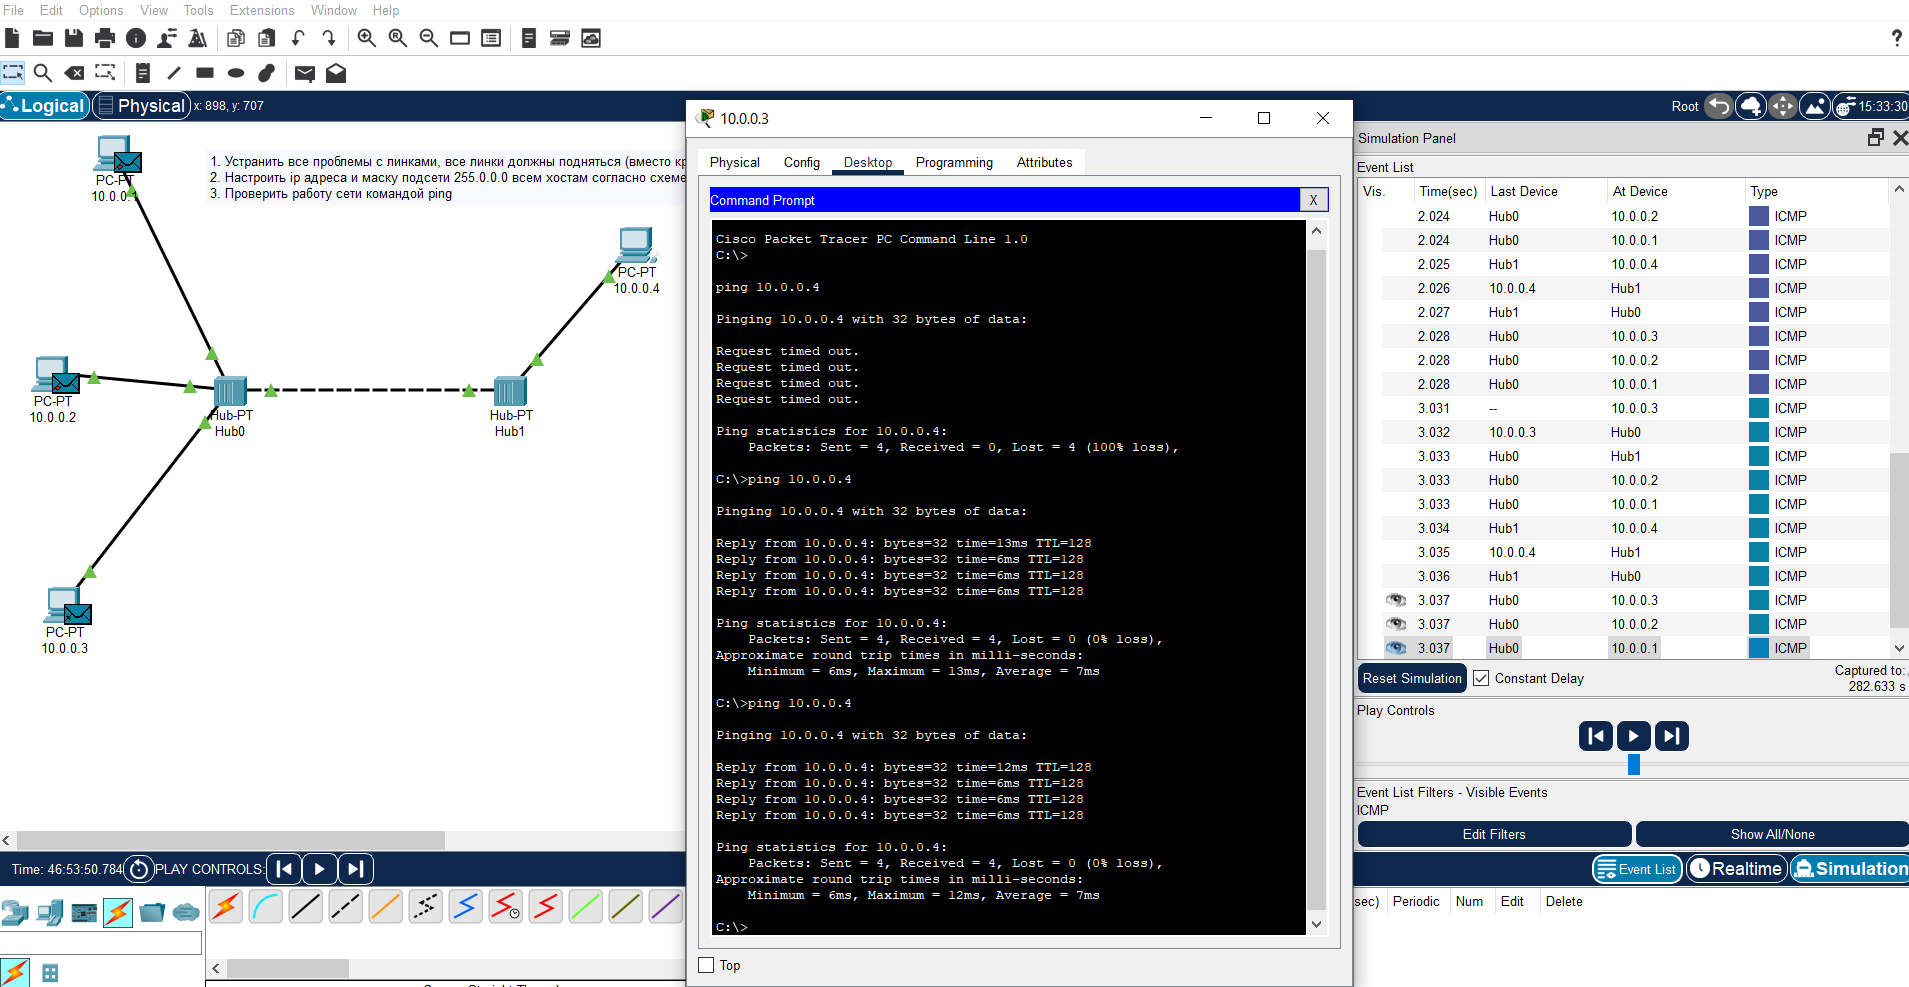 File Edit Options View Tools Extensions Window Help
?
Logical Physical x: 898, y: 707
Root 15:33:30
1. Устранить все проблемы с линками, все линки должны подняться (вместо кр
2. Настроить ip адреса и маску подсети 255.0.0.0 всем хостам согласно схеме
3. Проверить работу сети командой ping
PC-PT
10.0.0.1
PC-PT
10.0.0.4
PC-PT
10.0.0.2
Hub-PT
Hub0
Hub-PT
Hub1
PC-PT
10.0.0.3
10.0.0.3
Physical Config Desktop Programming Attributes
Command Prompt X
Cisco Packet Tracer PC Command Line 1.0
C:\>
ping 10.0.0.4
Pinging 10.0.0.4 with 32 bytes of data:
Request timed out.
Request timed out.
Request timed out.
Request timed out.
Ping statistics for 10.0.0.4:
Packets: Sent = 4, Received = 0, Lost = 4 (100% loss),
C:\>ping 10.0.0.4
Pinging 10.0.0.4 with 32 bytes of data:
Reply from 10.0.0.4: bytes=32 time=13ms TTL=128
Reply from 10.0.0.4: bytes=32 time=6ms TTL=128
Reply from 10.0.0.4: bytes=32 time=6ms TTL=128
Reply from 10.0.0.4: bytes=32 time=6ms TTL=128
Ping statistics for 10.0.0.4:
Packets: Sent = 4, Received = 4, Lost = 0 (0% loss),
Approximate round trip times in milli-seconds:
Minimum = 6ms, Maximum = 13ms, Average = 7ms
C:\>ping 10.0.0.4
Pinging 10.0.0.4 with 32 bytes of data:
Reply from 10.0.0.4: bytes=32 time=12ms TTL=128
Reply from 10.0.0.4: bytes=32 time=6ms TTL=128
Reply from 10.0.0.4: bytes=32 time=6ms TTL=128
Reply from 10.0.0.4: bytes=32 time=6ms TTL=128
Ping statistics for 10.0.0.4:
Packets: Sent = 4, Received = 4, Lost = 0 (0% loss),
Approximate round trip times in milli-seconds:
Minimum = 6ms, Maximum = 12ms, Average = 7ms
C:\>
Top
Simulation Panel
Event List
Vis. Time(sec) Last Device At Device Type
2.024 Hub0 10.0.0.2 ICMP
2.024 Hub0 10.0.0.1 ICMP
2.025 Hub1 10.0.0.4 ICMP
2.026 10.0.0.4 Hub1 ICMP
2.027 Hub1 Hub0 ICMP
2.028 Hub0 10.0.0.3 ICMP
2.028 Hub0 10.0.0.2 ICMP
2.028 Hub0 10.0.0.1 ICMP
3.031 -- 10.0.0.3 ICMP
3.032 10.0.0.3 Hub0 ICMP
3.033 Hub0 Hub1 ICMP
3.033 Hub0 10.0.0.2 ICMP
3.033 Hub0 10.0.0.1 ICMP
3.034 Hub1 10.0.0.4 ICMP
3.035 10.0.0.4 Hub1 ICMP
3.036 Hub1 Hub0 ICMP
3.037 Hub0 10.0.0.3 ICMP
3.037 Hub0 10.0.0.2 ICMP
3.037 Hub0 10.0.0.1 ICMP
Reset Simulation Constant Delay Captured to:
282.633 s
Play Controls
Event List Filters - Visible Events
ICMP
Edit Filters Show All/None
Event List Realtime Simulation
Time: 46:53:50.784 PLAY CONTROLS:
sec) Periodic Num Edit Delete